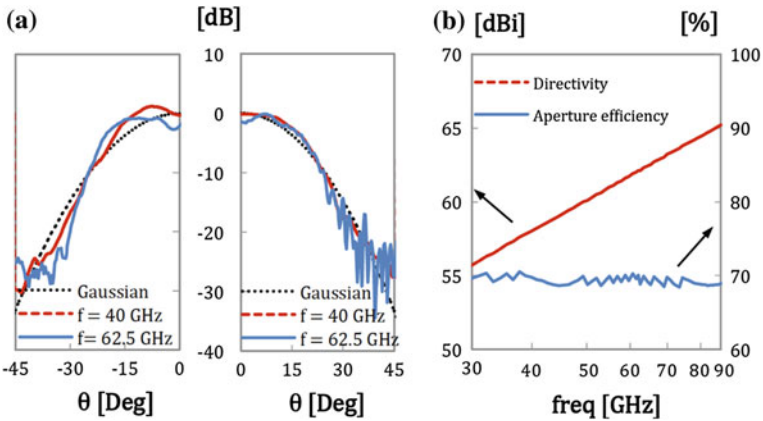 (a)
[dB]
10
0
-10
-20
-30
-40
Gaussian
f = 40 GHz
f= 62.5 GHz
-45
-30
-15
0
θ [Deg]
Gaussian
f = 40 GHz
f = 62.5 GHz
0
15
30
45
θ [Deg]
(b)
[dBi]
[%]
70
65
60
55
50
100
90
80
70
60
Directivity
Aperture efficiency
30
40
50
60
70
80
90
freq [GHz]